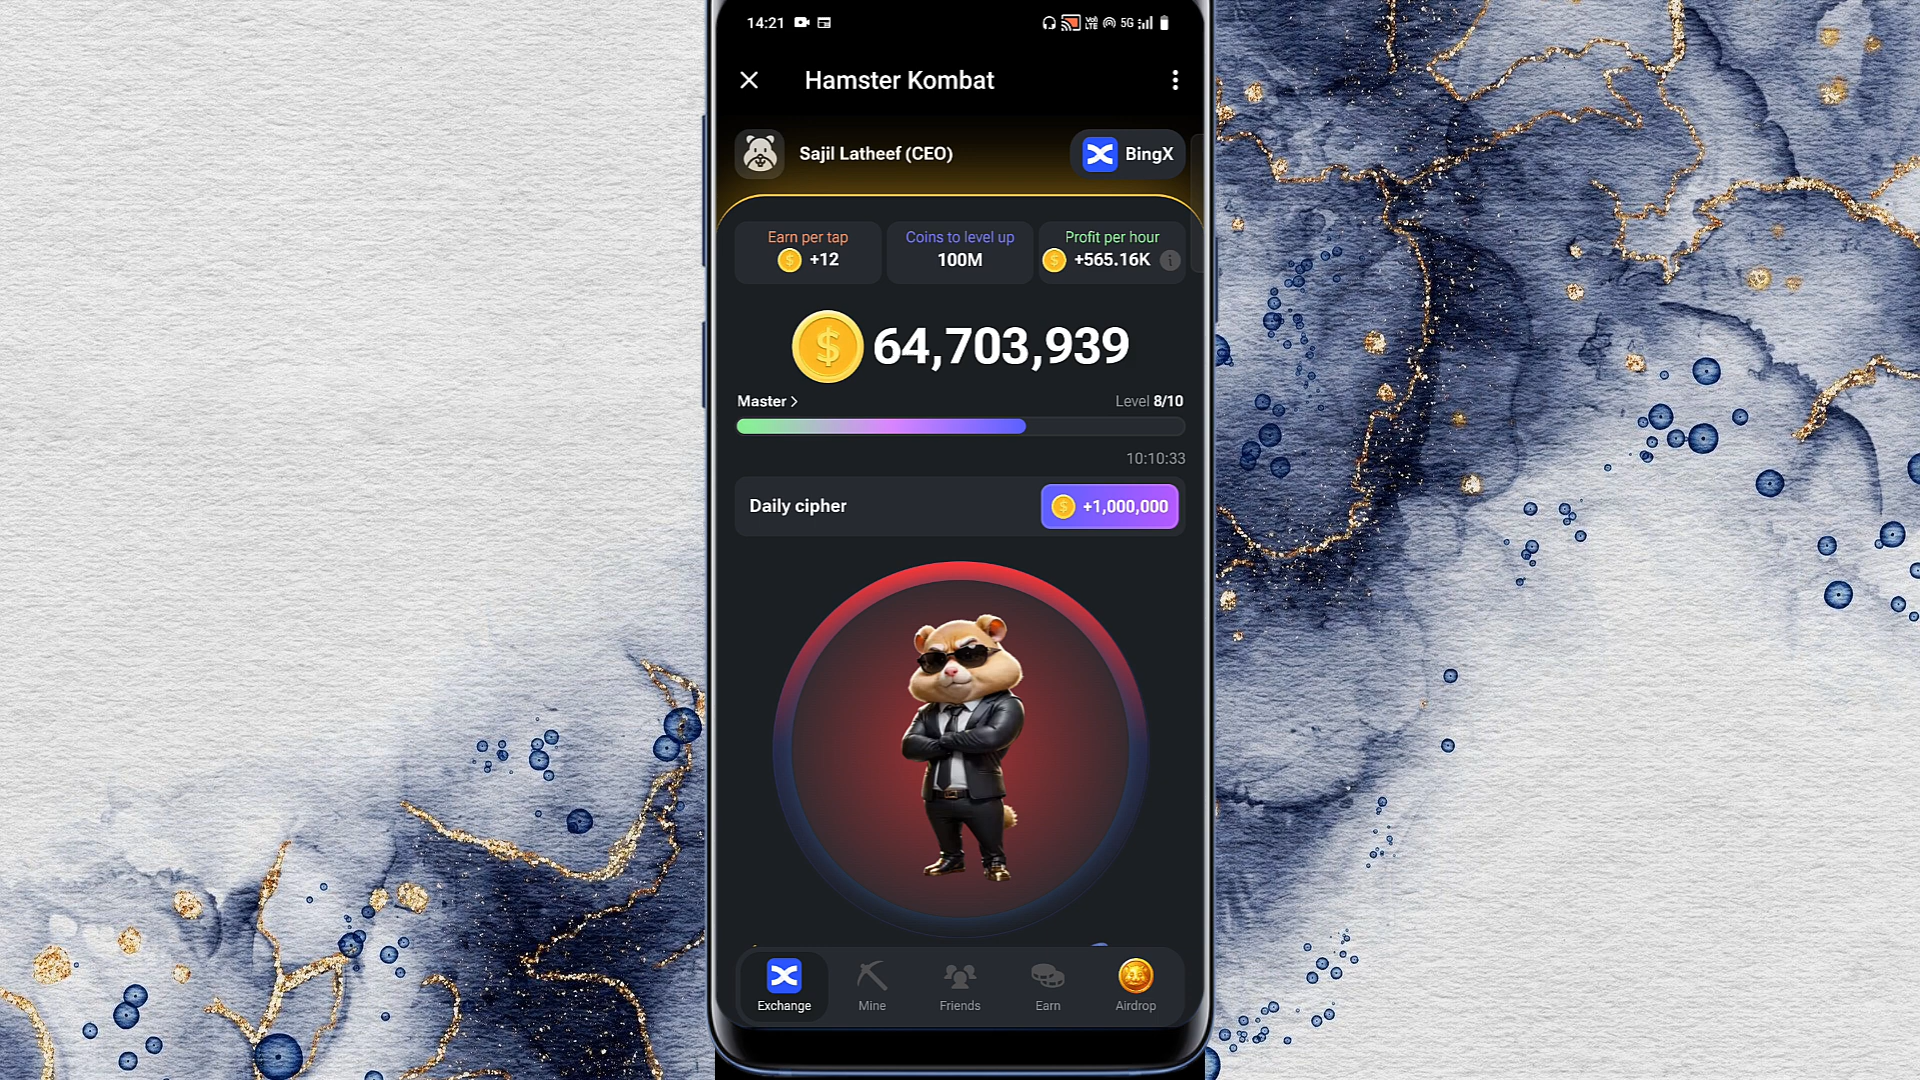 14:21
5G
Hamster Kombat
Sajil Latheef (CEO)
BingX
Earn per tap
+12
Coins to level up
100M
Profit per hour
+565.16K
64,703,939
Master >
Level 8/10
10:10:33
Daily cipher
+1,000,000
Exchange
Mine
Friends
Earn
Airdrop